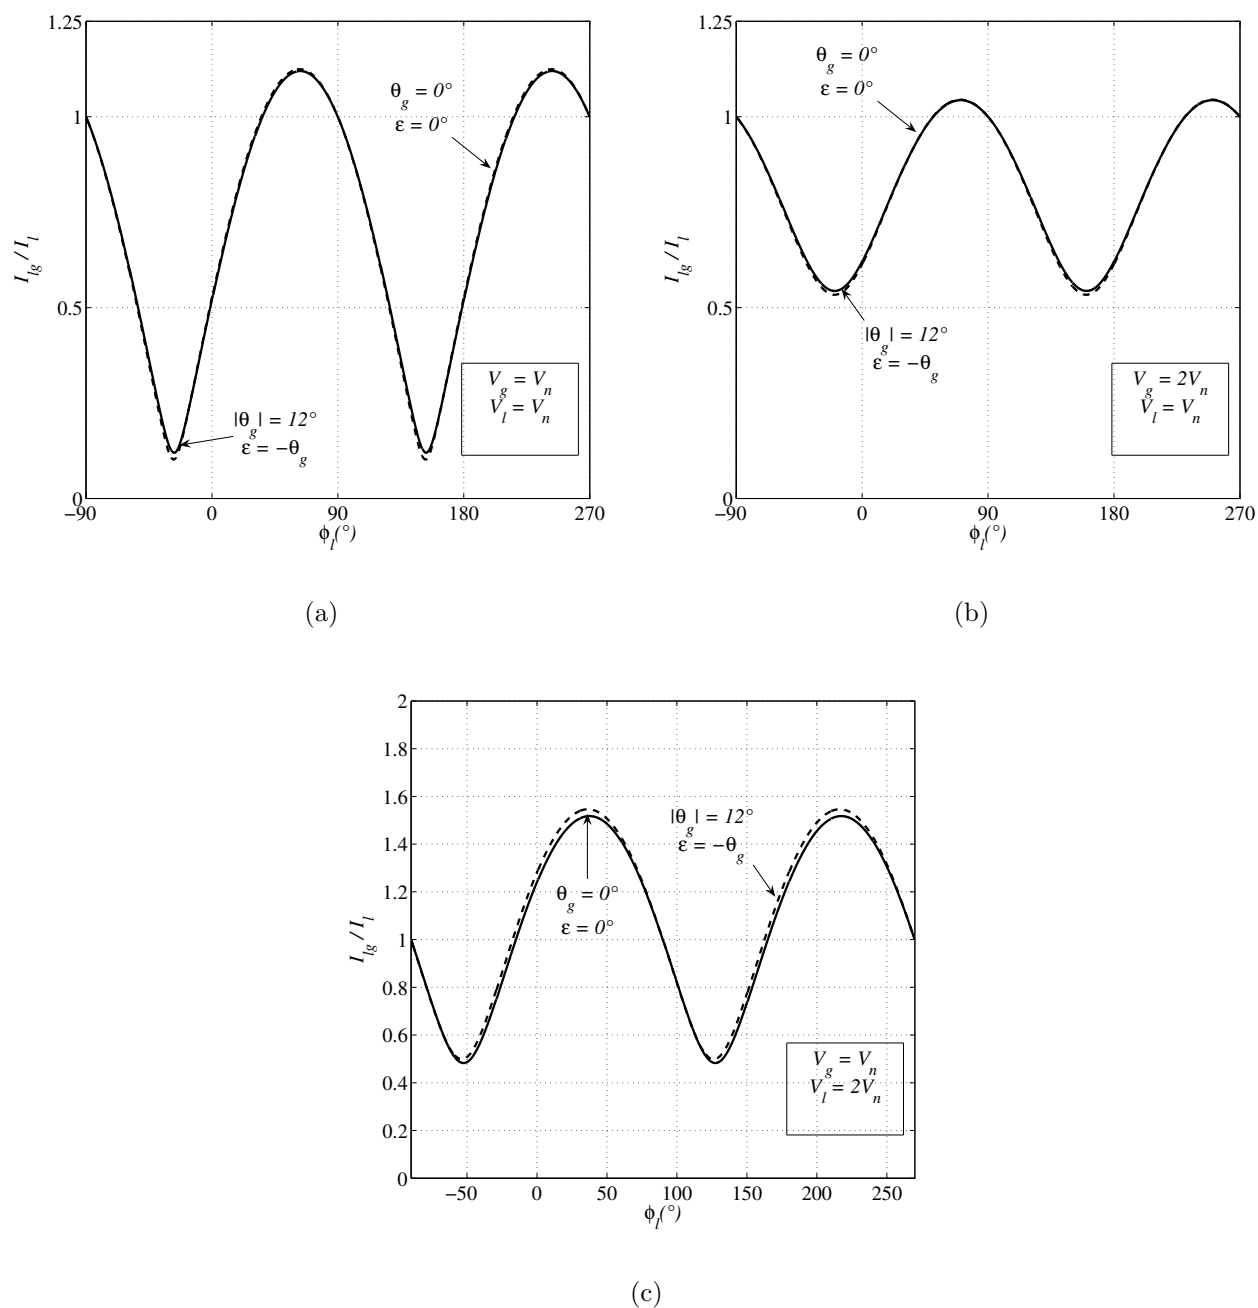 1.25
1
0.5
0
−90
0
90
180
270
I_lg / I_l
ϕ_l(°)
θ_g = 0°
ε = 0°
|θ_g| = 12°
ε = −θ_g
V_g = V_n
V_l = V_n
(a)
1.25
1
0.5
0
−90
0
90
180
270
I_lg / I_l
ϕ_l(°)
θ_g = 0°
ε = 0°
|θ_g| = 12°
ε = −θ_g
V_g = 2V_n
V_l = V_n
(b)
2
1.8
1.6
1.4
1.2
1
0.8
0.6
0.4
0.2
0
−50
0
50
100
150
200
250
I_lg / I_l
ϕ_l(°)
|θ_g| = 12°
ε = −θ_g
θ_g = 0°
ε = 0°
V_g = V_n
V_l = 2V_n
(c)